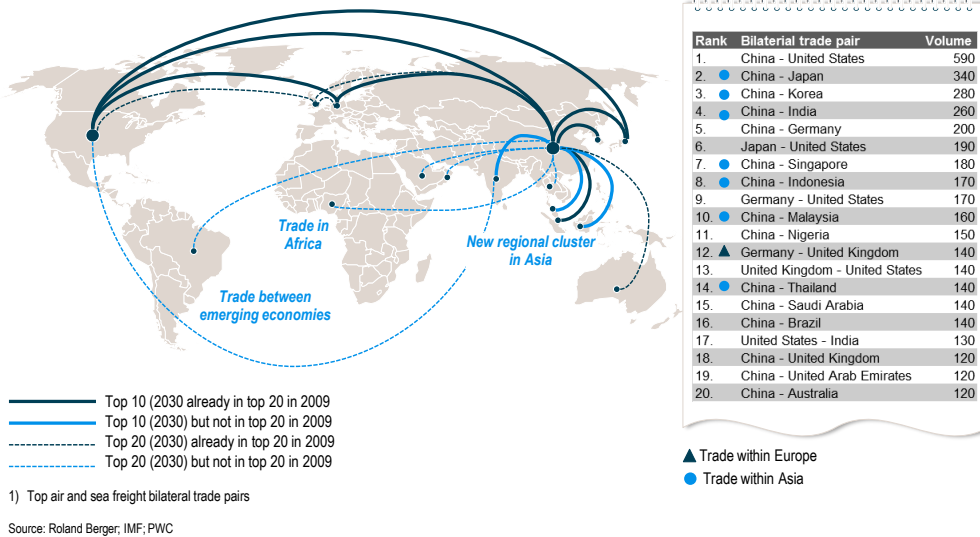 Trade in
Africa
New regional cluster
in Asia
Trade between
emerging economies
Top 10 (2030 already in top 20 in 2009
Top 10 (2030) but not in top 20 in 2009
Top 20 (2030) already in top 20 in 2009
Top 20 (2030) but not in top 20 in 2009
1) Top air and sea freight bilateral trade pairs
Source: Roland Berger; IMF; PWC
Rank Bilaterial trade pair Volume
1. China - United States 590
2. China - Japan 340
3. China - Korea 280
4. China - India 260
5. China - Germany 200
6. Japan - United States 190
7. China - Singapore 180
8. China - Indonesia 170
9. Germany - United States 170
10. China - Malaysia 160
11. China - Nigeria 150
12. Germany - United Kingdom 140
13. United Kingdom - United States 140
14. China - Thailand 140
15. China - Saudi Arabia 140
16. China - Brazil 140
17. United States - India 130
18. China - United Kingdom 120
19. China - United Arab Emirates 120
20. China - Australia 120
Trade within Europe
Trade within Asia